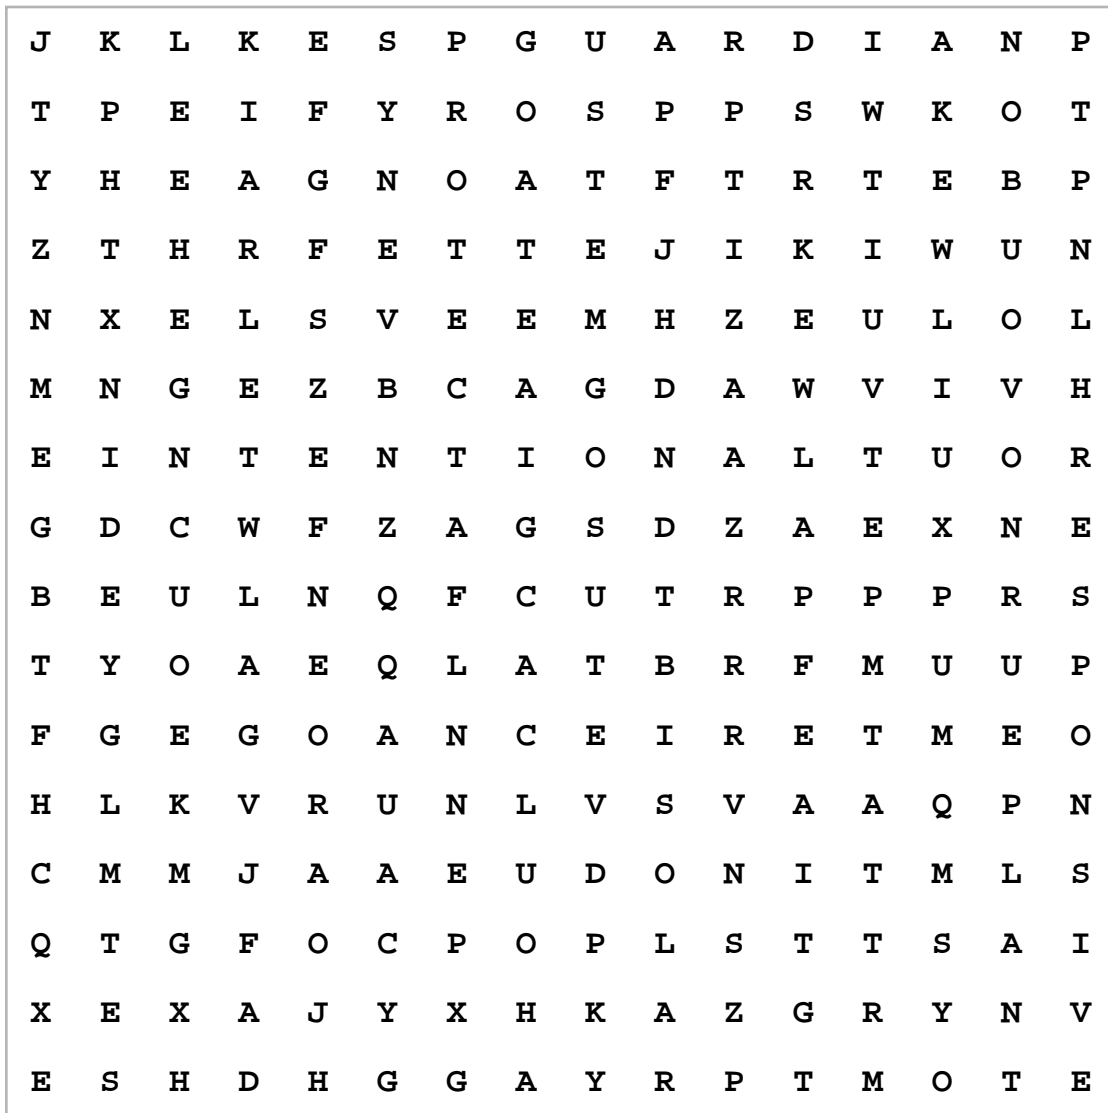 J K L K E S P G U A R D I A N P
T P E I F Y R O S P P S W K O T
Y H E A G N O A T F T R T E B P
Z T H R F E T T E J I K I W U N
N X E L S V E E M H Z E U L O L
M N G E Z B C A G D A W V I V H
E I N T E N T I O N A L T U O R
G D C W F Z A G S D Z A E X N E
B E U L N Q F C U T R P P P R S
T Y O A E Q L A T B R F M U U P
F G E G O A N C E I R E T M E O
H L K V R U N L V S V A A Q P N
C M M J A A E U D O N I T M L S
Q T G F O C P O P L S T T S A I
X E X A J Y X H K A Z G R Y N V
E S H D H G G A Y R P T M O T E